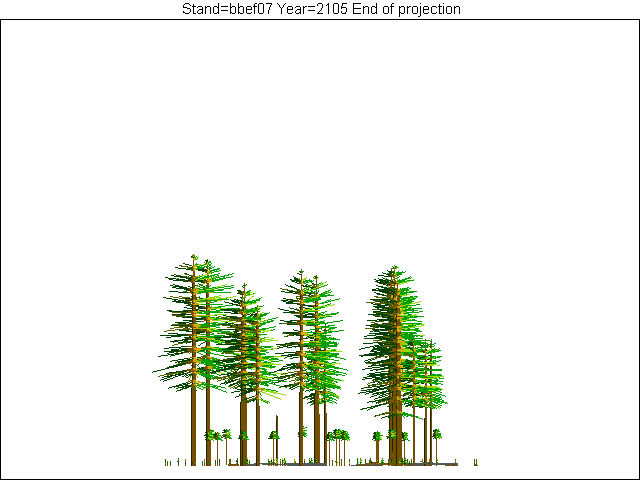 Stand=bbef07 Year=2105 End of projection